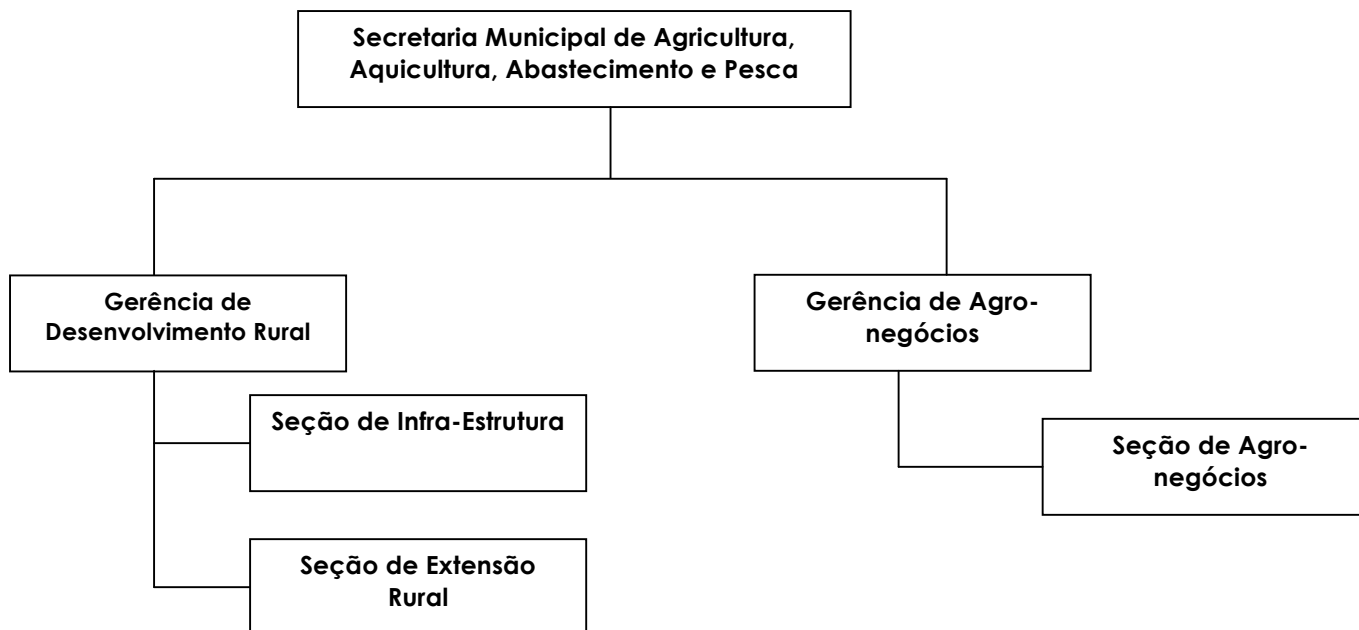 Secretaria Municipal de Agricultura,
Aquicultura, Abastecimento e Pesca
Gerência de
Desenvolvimento Rural
Gerência de Agro-
negócios
Seção de Infra-Estrutura
Seção de Agro-
negócios
Seção de Extensão
Rural